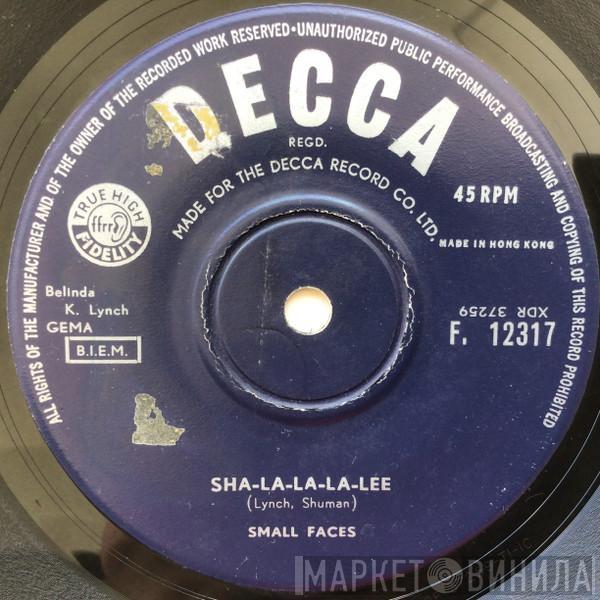 ALL RIGHTS OF THE MANUFACTURER AND OF THE OWNER OF THE RECORDED WORK RESERVED • UNAUTHORIZED PUBLIC PERFORMANCE BROADCASTING AND COPYING OF THIS RECORD PROHIBITED
DECCA
REGD.
MADE FOR THE DECCA RECORD CO. LTD.
45 RPM
TRUE HIGH
ffrr
FIDELITY
MADE IN HONG KONG
Belinda
K. Lynch
GEMA
B.I.E.M.
XDR 37259
F. 12317
SHA-LA-LA-LA-LEE
(Lynch, Shuman)
SMALL FACES
МАРКЕТ ВИНИЛА